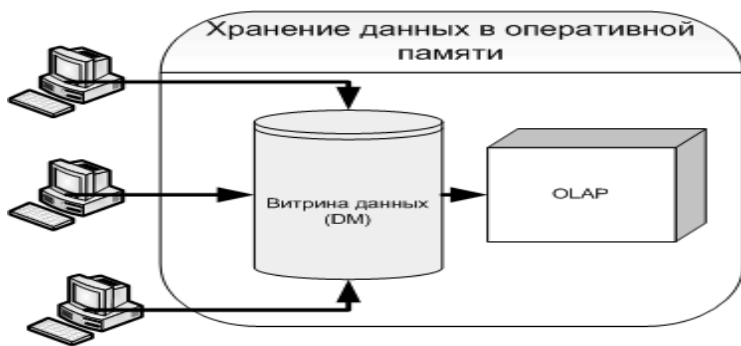 Хранение данных в оперативной
памяти
Витрина данных
(DM)
OLAP